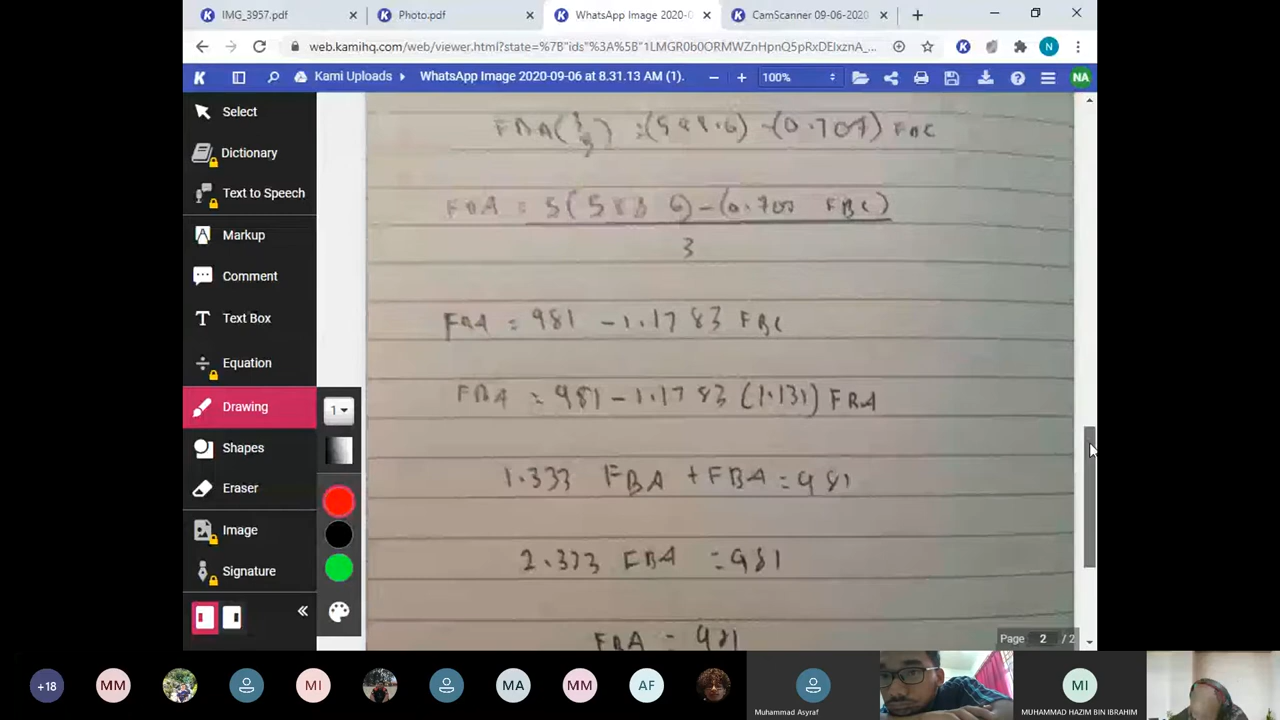 IMG_3957.pdf
Photo.pdf
WhatsApp Image 2020-0
CamScanner 09-06-2020
web.kamihq.com/web/viewer.html?state=%7B"ids"%3A%5B"1LMGR0b0ORMWZnHpnQ5pRxDElxznA_...
N
K
Kami Uploads
WhatsApp Image 2020-09-06 at 8.31.13 AM (1).
100%
NA
Select
Dictionary
Text to Speech
Markup
Comment
Text Box
Equation
Drawing
Shapes
Eraser
Image
Signature
1
FBA = 5(588 6) - (0.707 FBC)
3
FBA = 981 - 1.1783 FBC
FBA = 981 - 1.1783 (1.131) FBA
1.333 FBA + FBA = 981
2.333 FBA = 981
FBA = 981
Page 2 / 2
+18
MM
MI
MA
MM
AF
Muhammad Asyraf
MI
MUHAMMAD HAZIM BIN IBRAHIM